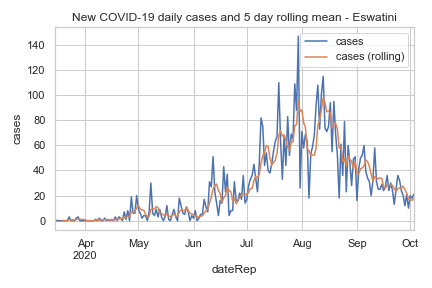 New COVID-19 daily cases and 5 day rolling mean - Eswatini
cases
cases (rolling)
140
120
100
80
60
40
20
0
cases
Apr May Jun Jul Aug Sep Oct
2020
dateRep